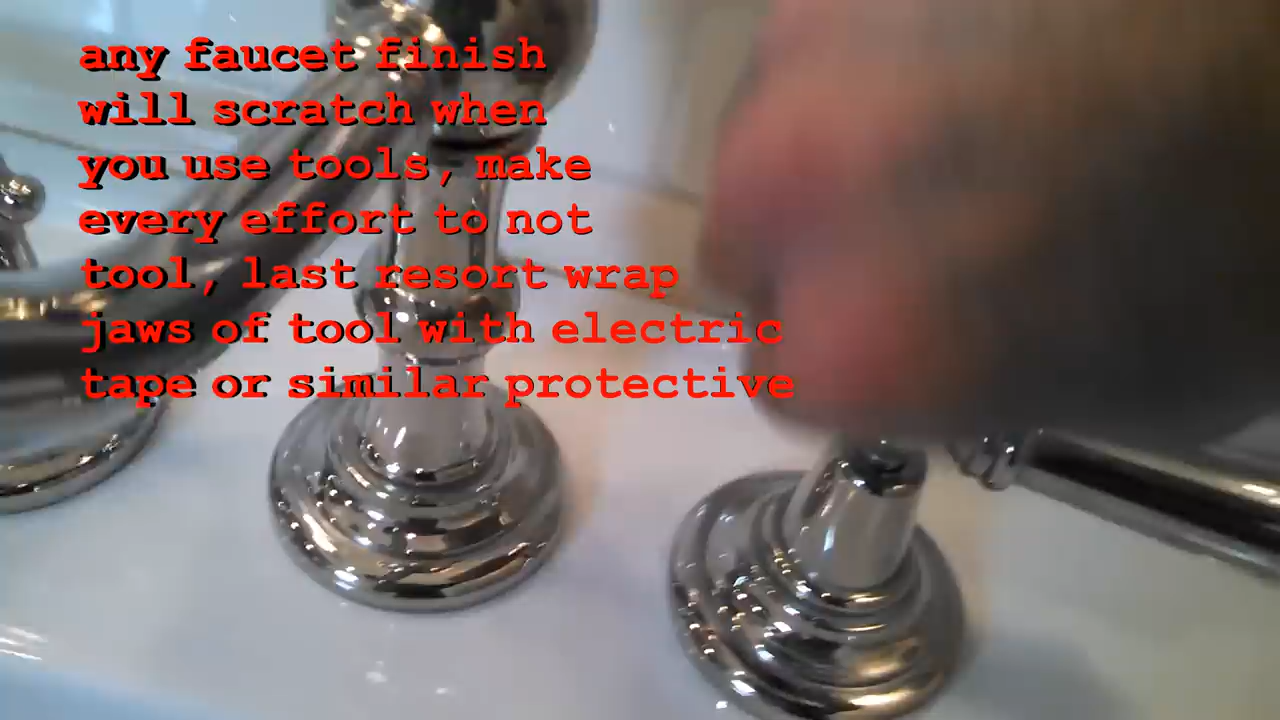 any faucet finish
will scratch when
you use tools, make
every effort to not
tool, last resort wrap
jaws of tool with electric
tape or similar protective